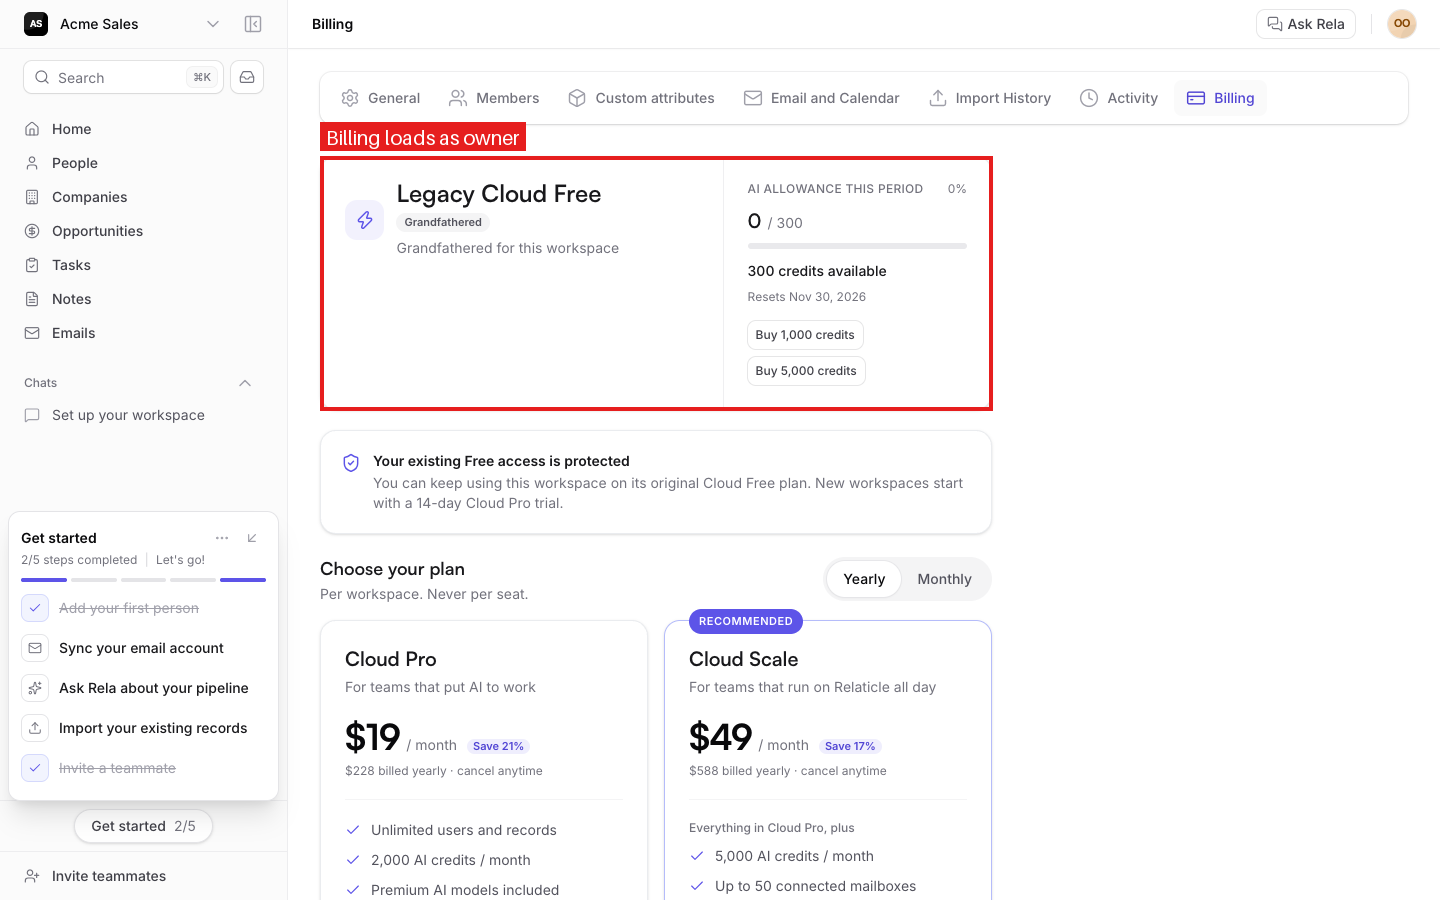 AS Acme Sales
Search ⌘K
Home
People
Companies
Opportunities
Tasks
Notes
Emails
Chats
Set up your workspace
Get started
2/5 steps completed Let's go!
Add your first person
Sync your email account
Ask Rela about your pipeline
Import your existing records
Invite a teammate
Get started 2/5
Invite teammates
Billing
Ask Rela OO
General Members Custom attributes Email and Calendar Import History Activity Billing
Billing loads as owner
Legacy Cloud Free
Grandfathered
Grandfathered for this workspace
AI ALLOWANCE THIS PERIOD 0%
0 / 300
300 credits available
Resets Nov 30, 2026
Buy 1,000 credits
Buy 5,000 credits
Your existing Free access is protected
You can keep using this workspace on its original Cloud Free plan. New workspaces start
with a 14-day Cloud Pro trial.
Choose your plan
Per workspace. Never per seat.
Yearly Monthly
Cloud Pro
For teams that put AI to work
$19 / month Save 21%
$228 billed yearly · cancel anytime
Unlimited users and records
2,000 AI credits / month
Premium AI models included
RECOMMENDED
Cloud Scale
For teams that run on Relaticle all day
$49 / month Save 17%
$588 billed yearly · cancel anytime
Everything in Cloud Pro, plus
5,000 AI credits / month
Up to 50 connected mailboxes